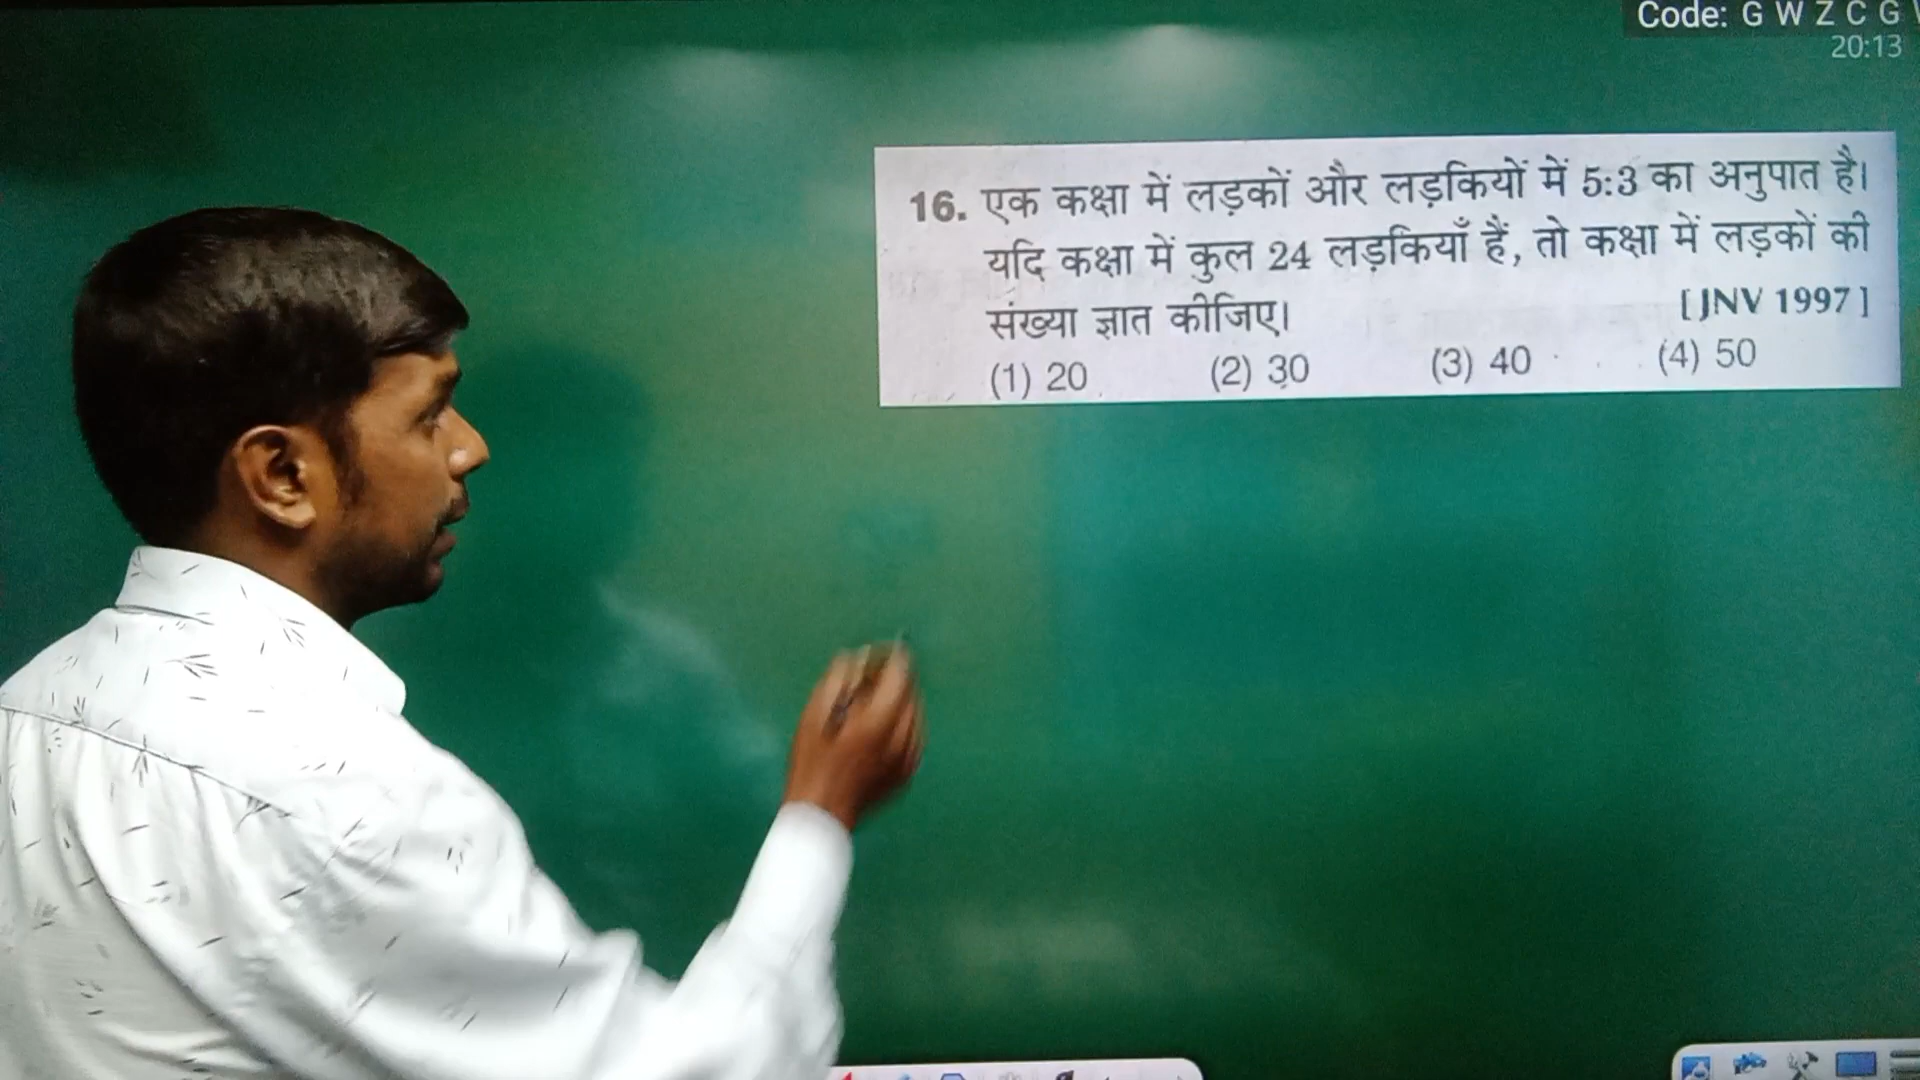 Code: G W Z C G
20:13
16. एक कक्षा में लड़कों और लड़कियों में 5:3 का अनुपात है।
यदि कक्षा में कुल 24 लड़कियाँ हैं, तो कक्षा में लड़कों की
संख्या ज्ञात कीजिए। [JNV 1997]
(1) 20 (2) 30 (3) 40 (4) 50